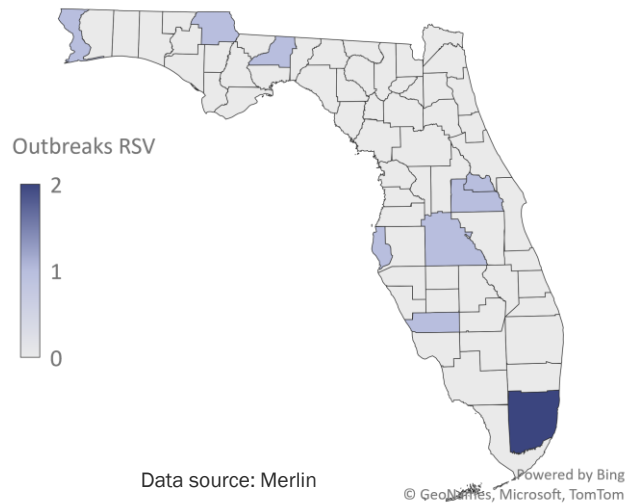 Outbreaks RSV
2
1
0
Data source: Merlin
Powered by Bing
© GeoNames, Microsoft, TomTom